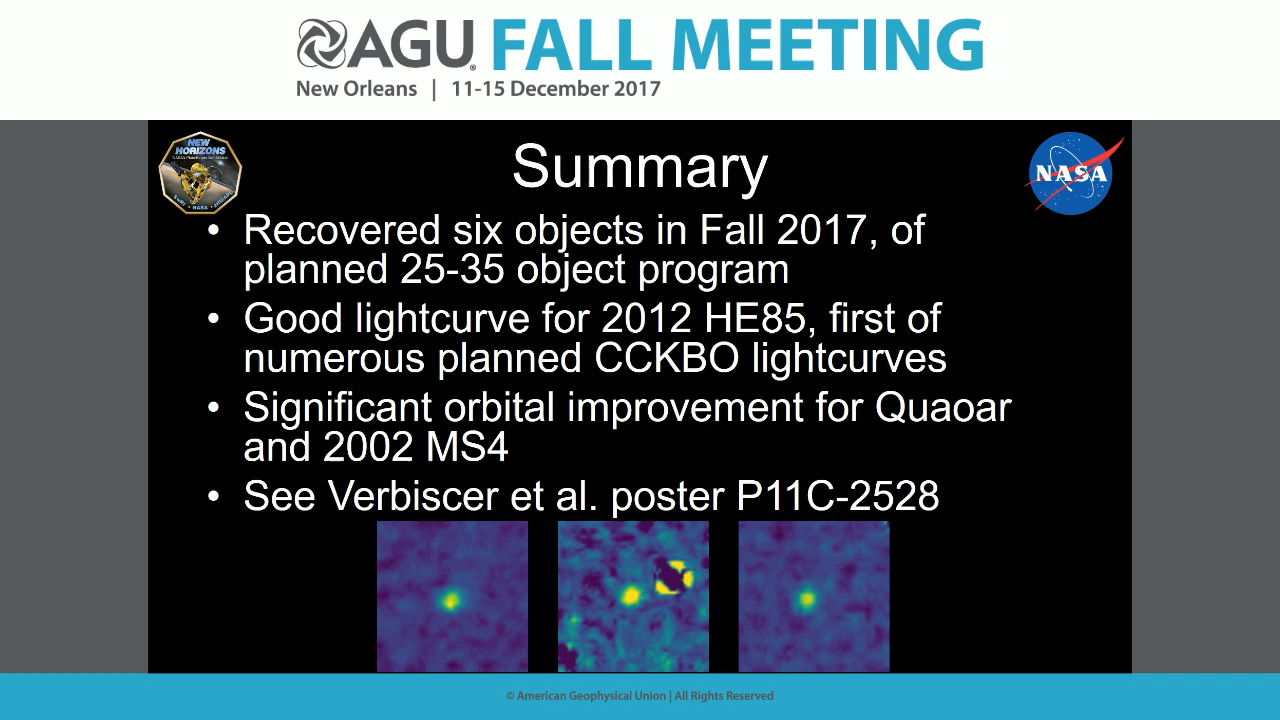 AGU FALL MEETING
New Orleans | 11-15 December 2017
NEW HORIZONS
NASA
Summary
• Recovered six objects in Fall 2017, of
planned 25-35 object program
• Good lightcurve for 2012 HE85, first of
numerous planned CCKBO lightcurves
• Significant orbital improvement for Quaoar
and 2002 MS4
• See Verbiscer et al. poster P11C-2528
© American Geophysical Union | All Rights Reserved